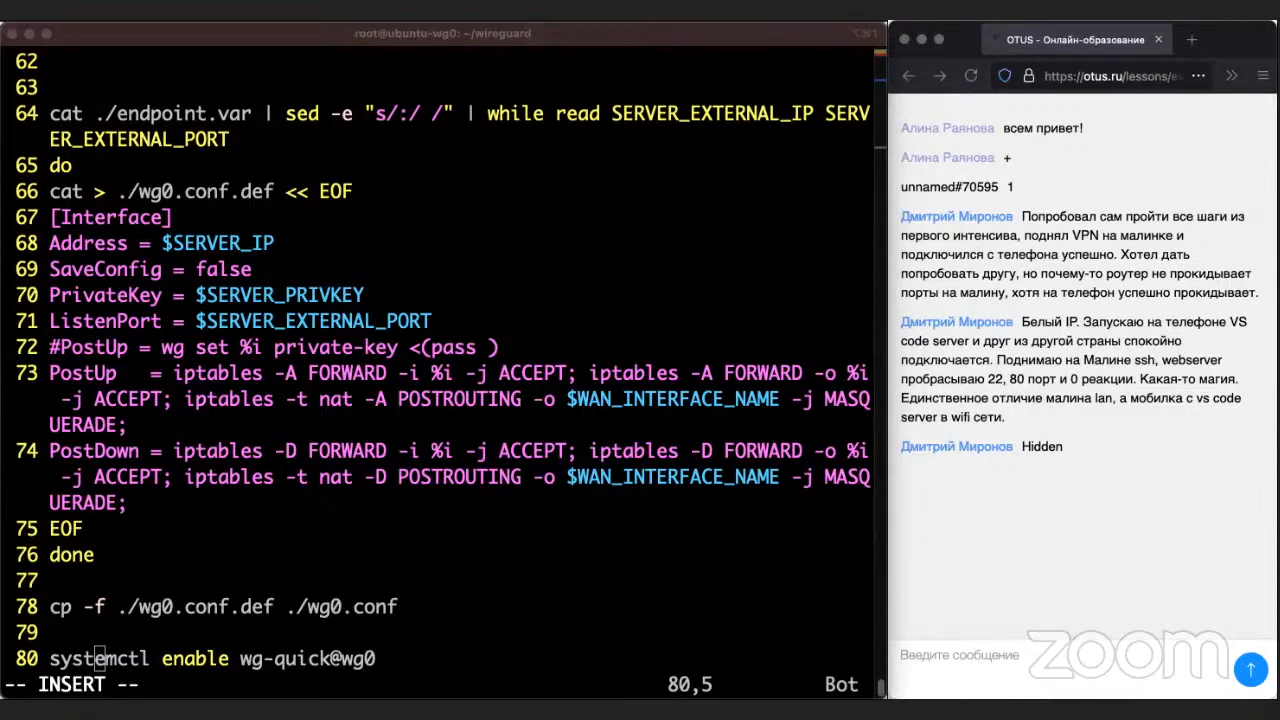 root@ubuntu-wg0: ~/wireguard
⌥⌘1
62
63
64 cat ./endpoint.var | sed -e "s/:/ /" | while read SERVER_EXTERNAL_IP SERV
ER_EXTERNAL_PORT
65 do
66 cat > ./wg0.conf.def << EOF
67 [Interface]
68 Address = $SERVER_IP
69 SaveConfig = false
70 PrivateKey = $SERVER_PRIVKEY
71 ListenPort = $SERVER_EXTERNAL_PORT
72 #PostUp = wg set %i private-key <(pass )
73 PostUp   = iptables -A FORWARD -i %i -j ACCEPT; iptables -A FORWARD -o %i
-j ACCEPT; iptables -t nat -A POSTROUTING -o $WAN_INTERFACE_NAME -j MASQ
UERADE;
74 PostDown = iptables -D FORWARD -i %i -j ACCEPT; iptables -D FORWARD -o %i
-j ACCEPT; iptables -t nat -D POSTROUTING -o $WAN_INTERFACE_NAME -j MASQ
UERADE;
75 EOF
76 done
77
78 cp -f ./wg0.conf.def ./wg0.conf
79
80 systemctl enable wg-quick@wg0
-- INSERT -- 80,5 Bot
OTUS - Онлайн-образование
https://otus.ru/lessons/e
Алина Раянова всем привет!
Алина Раянова +
unnamed#70595 1
Дмитрий Миронов Попробовал сам пройти все шаги из
первого интенсива, поднял VPN на малинке и
подключился с телефона успешно. Хотел дать
попробовать другу, но почему-то роутер не прокидывает
порты на малину, хотя на телефон успешно прокидывает.
Дмитрий Миронов Белый IP. Запускаю на телефоне VS
code server и друг из другой страны спокойно
подключается. Поднимаю на Малине ssh, webserver
пробрасываю 22, 80 порт и 0 реакции. Какая-то магия.
Единственное отличие малина lan, а мобилка с vs code
server в wifi сети.
Дмитрий Миронов Hidden
Введите сообщение
zoom